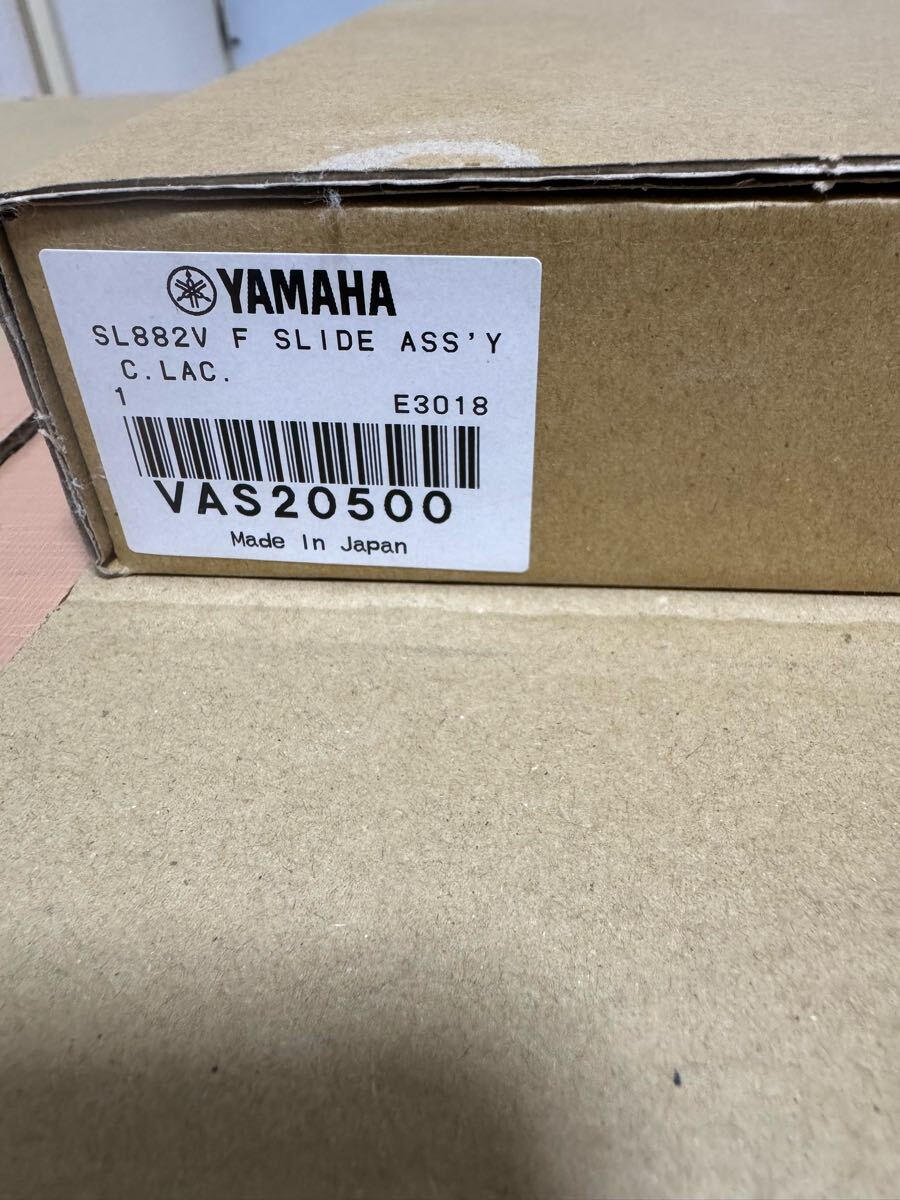 YAMAHA
SL882V F SLIDE ASS'Y
C.LAC.
1 E3018
VAS20500
Made In Japan